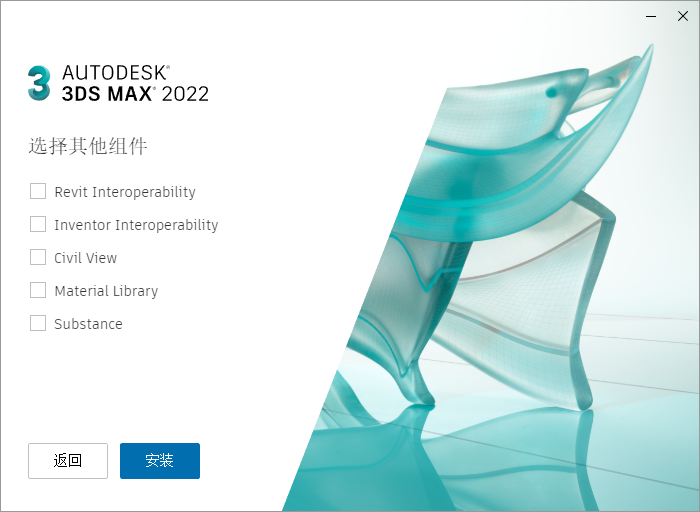 AUTODESK®
3DS MAX® 2022
选择其他组件
Revit Interoperability
Inventor Interoperability
Civil View
Material Library
Substance
返回
安装